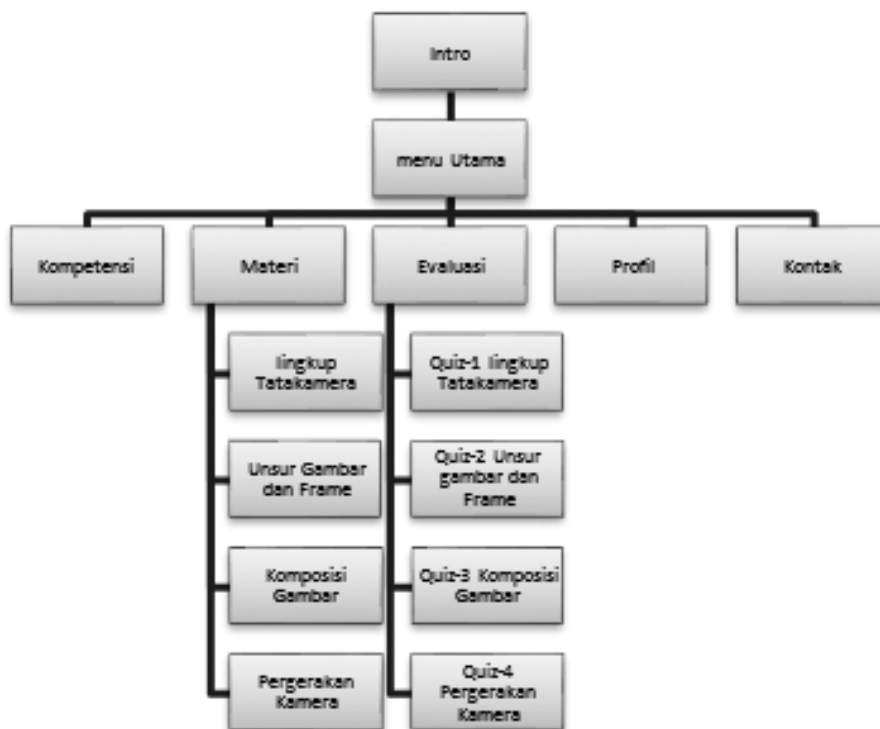 Intro
menu Utama
Kompetensi
Materi
Evaluasi
Profil
Kontak
lingkup
Tatakamera
Unsur Gambar
dan Frame
Komposisi
Gambar
Pergerakan
Kamera
Quiz-1 lingkup
Tatakamera
Quiz-2 Unsur
gambar dan
Frame
Quiz-3 Komposisi
Gambar
Quiz-4
Pergerakan
Kamera